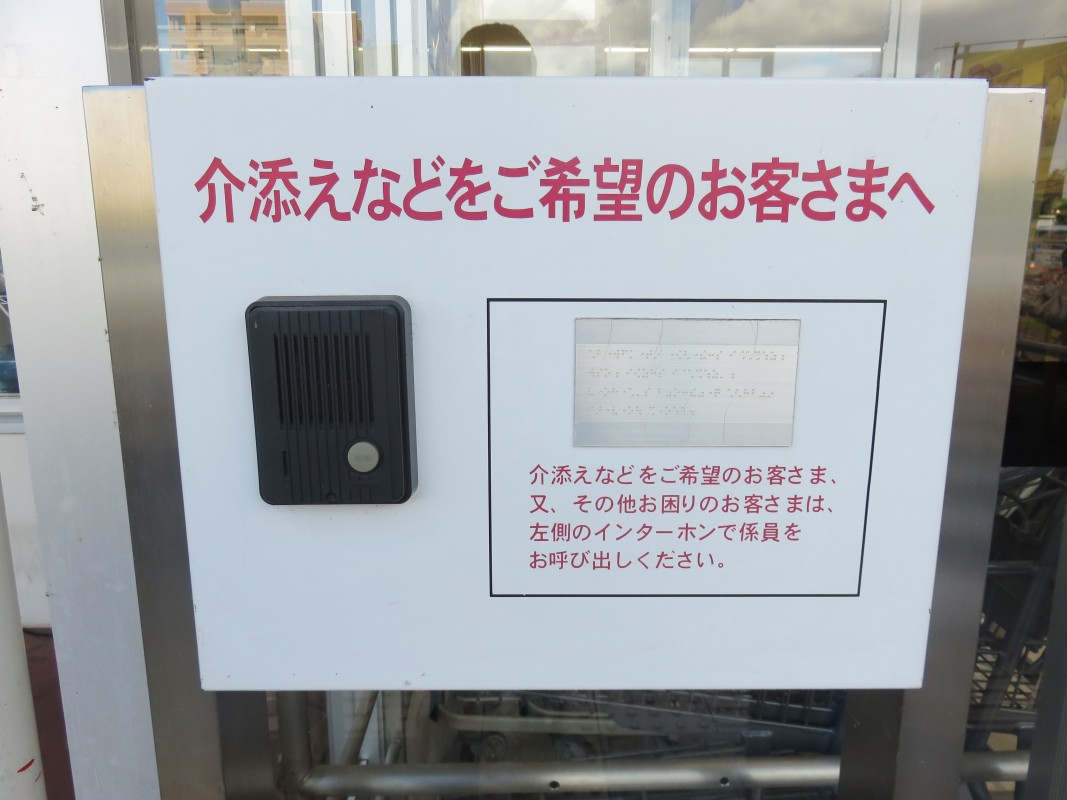 介添えなどをご希望のお客さまへ
介添えなどをご希望のお客さま、
又、その他お困りのお客さまは、
左側のインターホンで係員を
お呼び出しください。